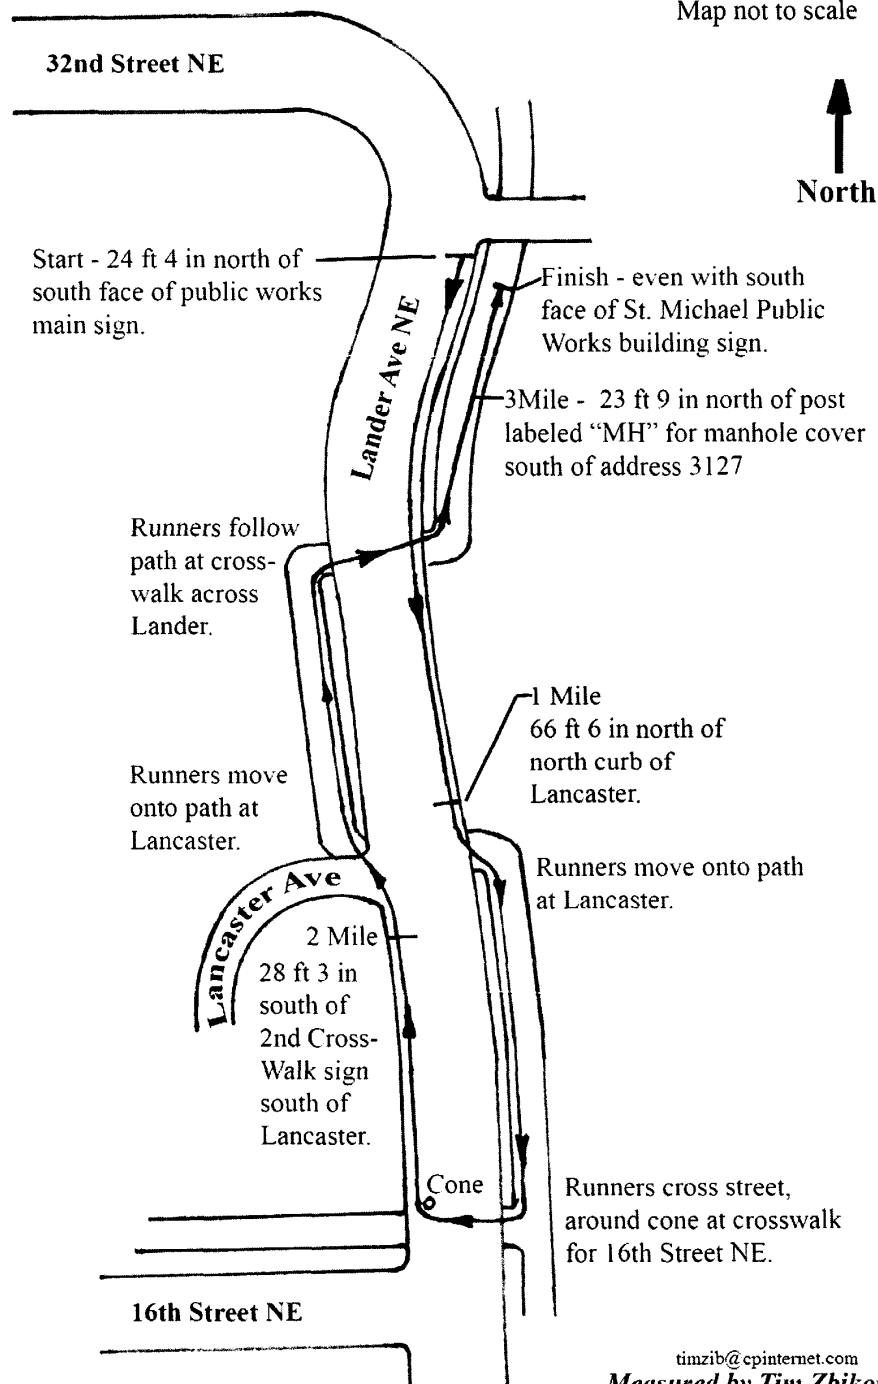 Map not to scale
32nd Street NE
North
Start - 24 ft 4 in north of
south face of public works
main sign.
Finish - even with south
face of St. Michael Public
Works building sign.
Lander Ave NE
3Mile - 23 ft 9 in north of post
labeled “MH” for manhole cover
south of address 3127
Runners follow
path at cross-
walk across
Lander.
1 Mile
66 ft 6 in north of
north curb of
Lancaster.
Runners move
onto path at
Lancaster.
Runners move onto path
at Lancaster.
Lancaster Ave
2 Mile
28 ft 3 in
south of
2nd Cross-
Walk sign
south of
Lancaster.
Cone
Runners cross street,
around cone at crosswalk
for 16th Street NE.
16th Street NE
timzib@cpinternet.com
Measured by Tim